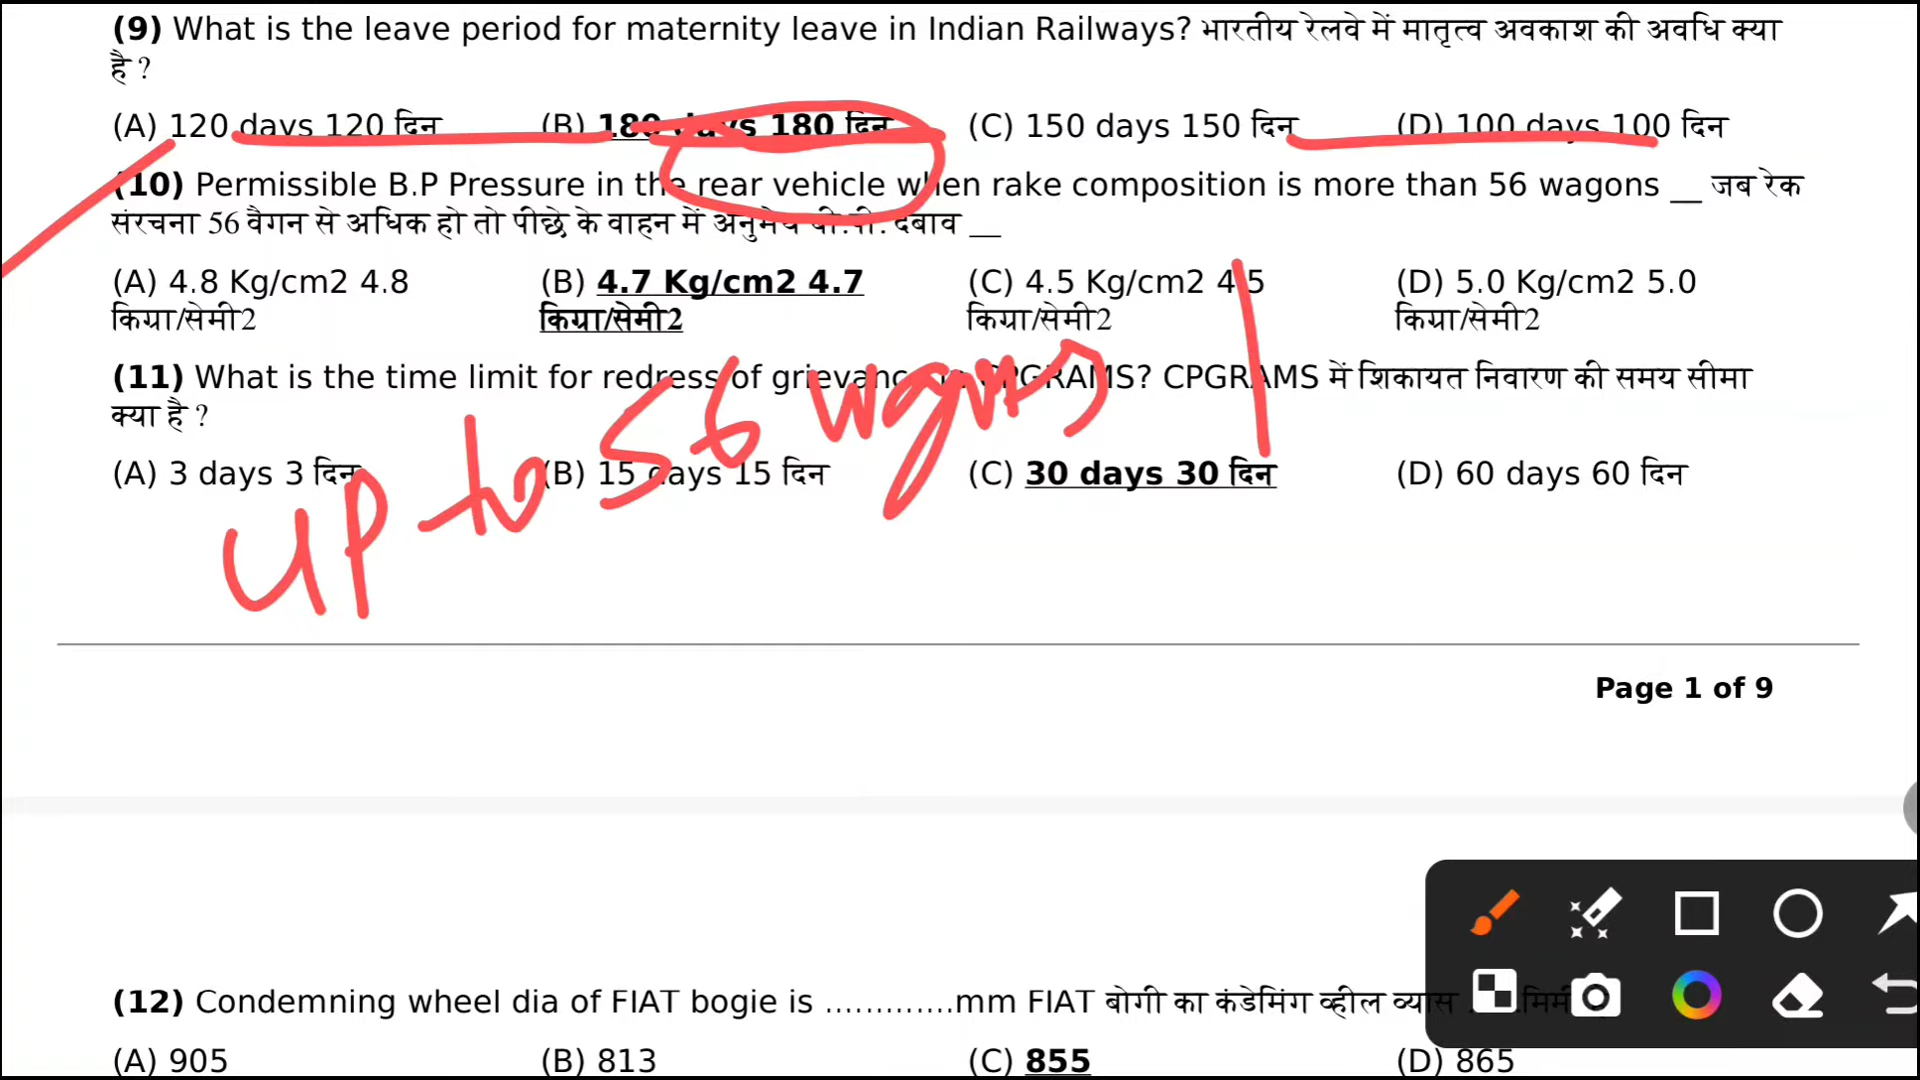 (9) What is the leave period for maternity leave in Indian Railways? भारतीय रेलवे में मातृत्व अवकाश की अवधि क्या
है ?
(A) 120 days 120 दिन (B) 180 days 180 दिन (C) 150 days 150 दिन (D) 100 days 100 दिन
(10) Permissible B.P Pressure in the rear vehicle when rake composition is more than 56 wagons __ जब रेक
संरचना 56 वैगन से अधिक हो तो पीछे के वाहन में अनुमेय बी.पी. दबाव __
(A) 4.8 Kg/cm2 4.8 (B) 4.7 Kg/cm2 4.7 (C) 4.5 Kg/cm2 4.5 (D) 5.0 Kg/cm2 5.0
किग्रा/सेमी2 किग्रा/सेमी2 किग्रा/सेमी2 किग्रा/सेमी2
(11) What is the time limit for redress of grievance in CPGRAMS? CPGRAMS में शिकायत निवारण की समय सीमा
क्या है ?
(A) 3 days 3 दिन (B) 15 days 15 दिन (C) 30 days 30 दिन (D) 60 days 60 दिन
UP to 56 wagons
Page 1 of 9
(12) Condemning wheel dia of FIAT bogie is .............mm FIAT बोगी का कंडेमिंग व्हील व्यास
(A) 905 (B) 813 (C) 855 (D) 865